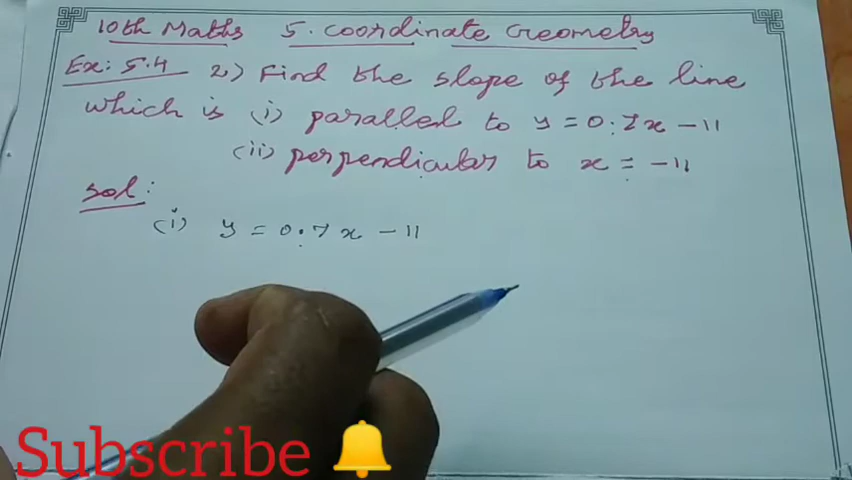 10th Maths 5. Coordinate Geometry
Ex: 5.4 2) Find the slope of the line
which is (i) parallel to y = 0.7x - 11
(ii) perpendicular to x = -11
Sol:
(i) y = 0.7x - 11
Subscribe